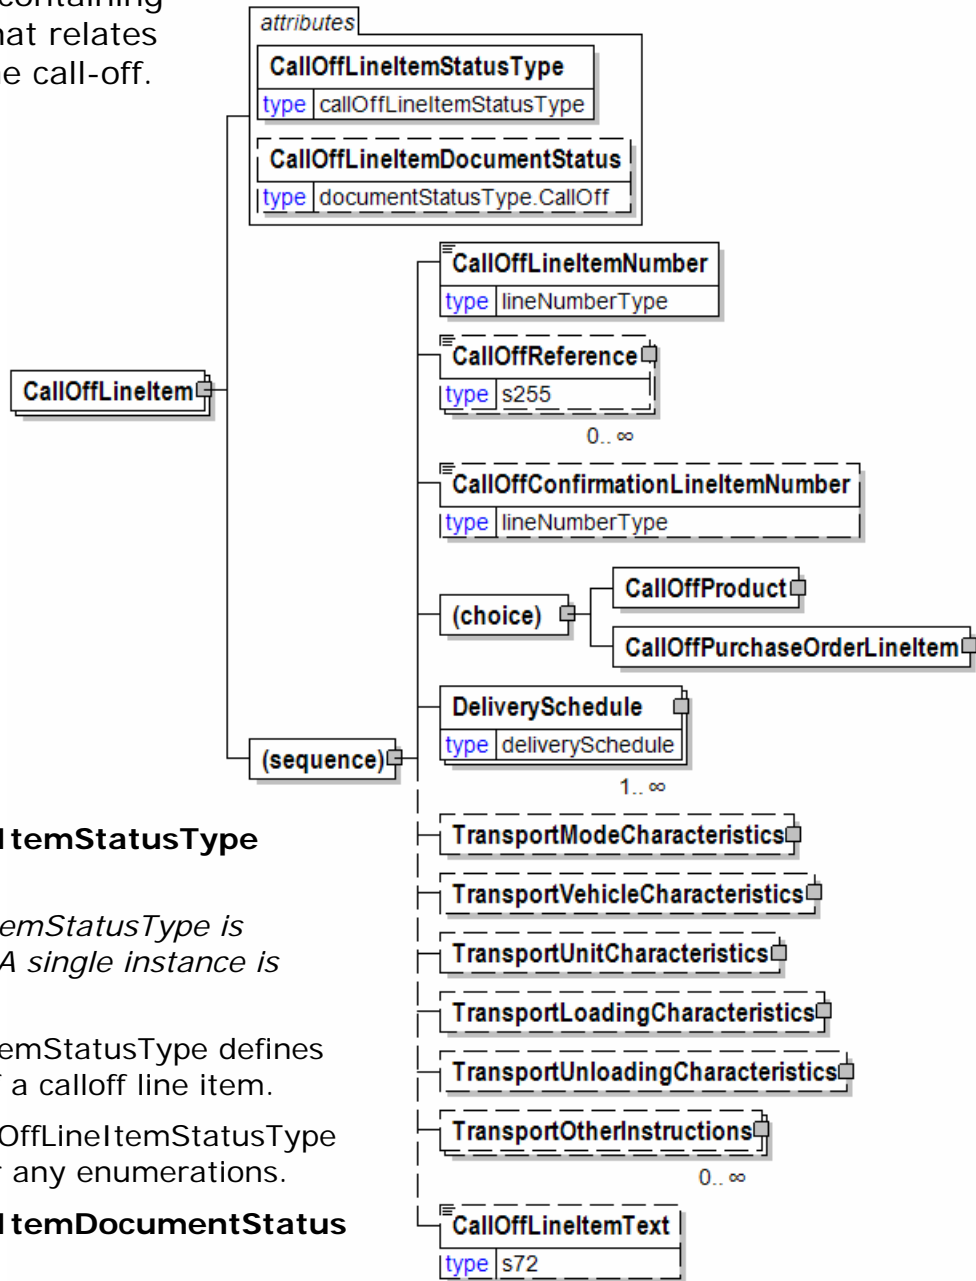 containing
hat relates
e call-off.
attributes
CallOffLineItemStatusType
type callOffLineItemStatusType
CallOffLineItemDocumentStatus
type documentStatusType.CallOff
CallOffLineItemNumber
type lineNumberType
CallOffReference
type s255
0.. ∞
CallOffLineItem
CallOffConfirmationLineItemNumber
type lineNumberType
(choice)
CallOffProduct
CallOffPurchaseOrderLineItem
DeliverySchedule
type deliverySchedule
1.. ∞
(sequence)
TransportModeCharacteristics
TransportVehicleCharacteristics
TransportUnitCharacteristics
TransportLoadingCharacteristics
TransportUnloadingCharacteristics
TransportOtherInstructions
0.. ∞
CallOffLineItemText
type s72
ItemStatusType
emStatusType is
A single instance is
emStatusType defines
f a calloff line item.
OffLineItemStatusType
r any enumerations.
ItemDocumentStatus